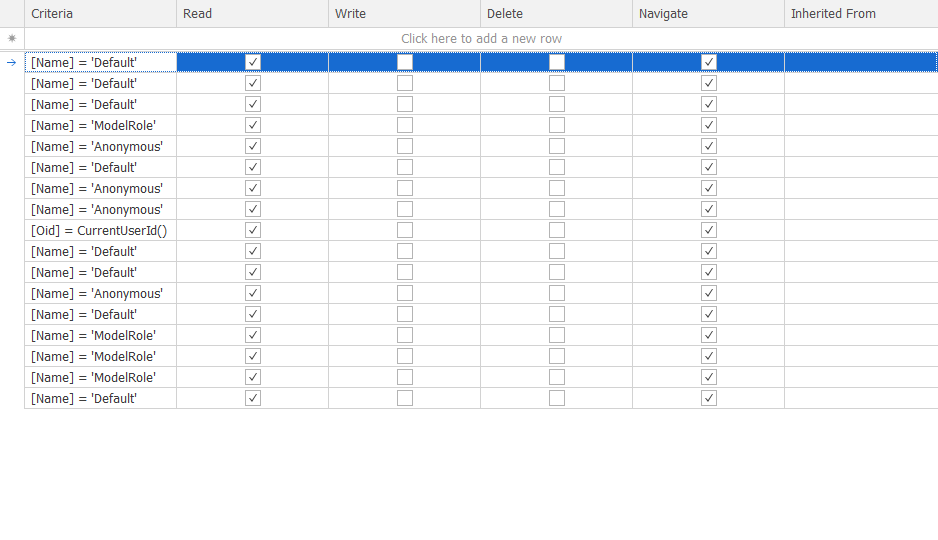 Criteria Read Write Delete Navigate Inherited From
Click here to add a new row
[Name] = 'Default'
[Name] = 'Default'
[Name] = 'Default'
[Name] = 'ModelRole'
[Name] = 'Anonymous'
[Name] = 'Default'
[Name] = 'Anonymous'
[Name] = 'Anonymous'
[Oid] = CurrentUserId()
[Name] = 'Default'
[Name] = 'Default'
[Name] = 'Anonymous'
[Name] = 'Default'
[Name] = 'ModelRole'
[Name] = 'ModelRole'
[Name] = 'ModelRole'
[Name] = 'Default'